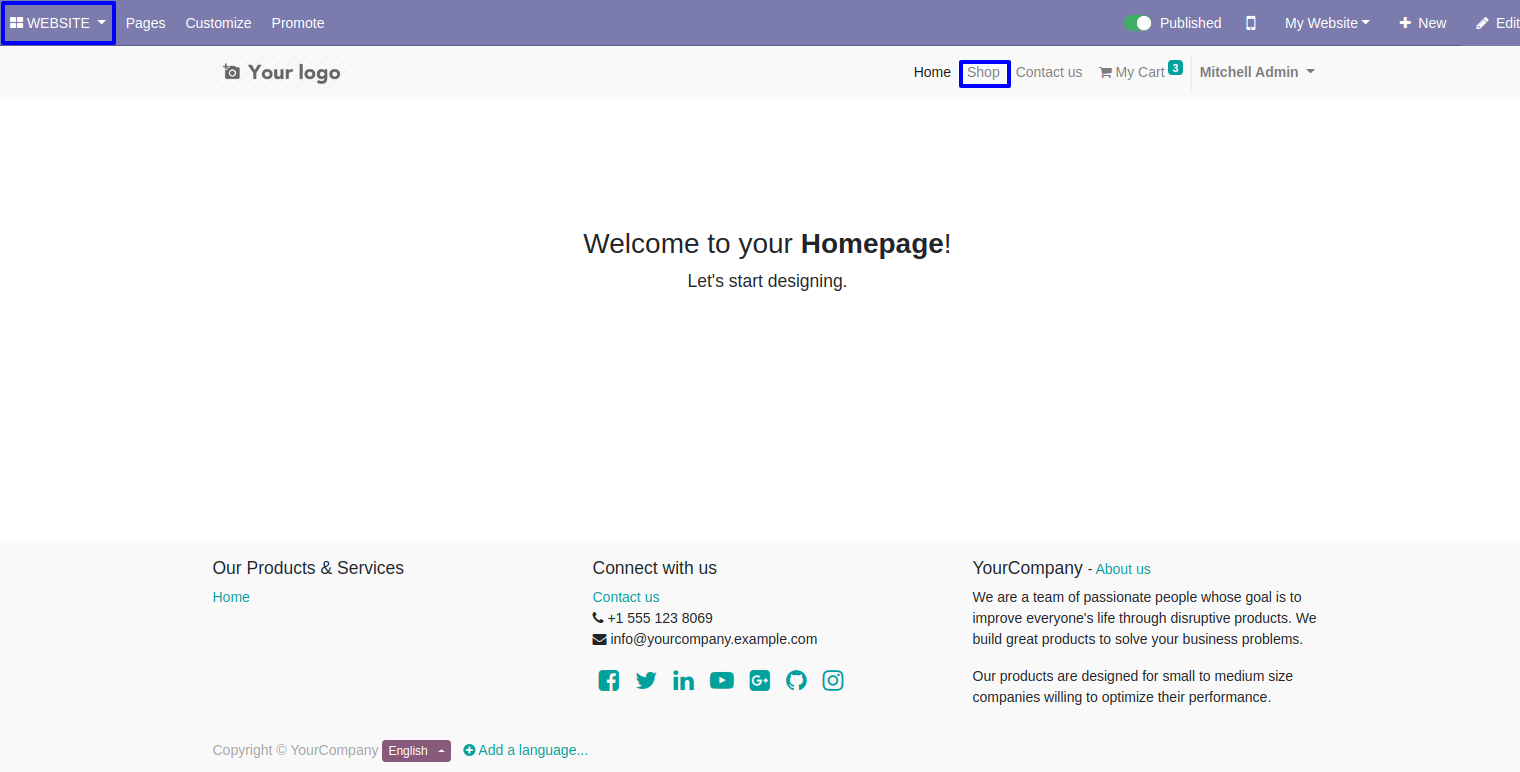 WEBSITE Pages Customize Promote Published My Website New Edit
Your logo Home Shop Contact us My Cart 3 Mitchell Admin
Welcome to your Homepage!
Let's start designing.
Our Products & Services
Home
Connect with us
Contact us
+1 555 123 8069
info@yourcompany.example.com
YourCompany - About us
We are a team of passionate people whose goal is to
improve everyone's life through disruptive products. We
build great products to solve your business problems.
Our products are designed for small to medium size
companies willing to optimize their performance.
Copyright © YourCompany English Add a language...